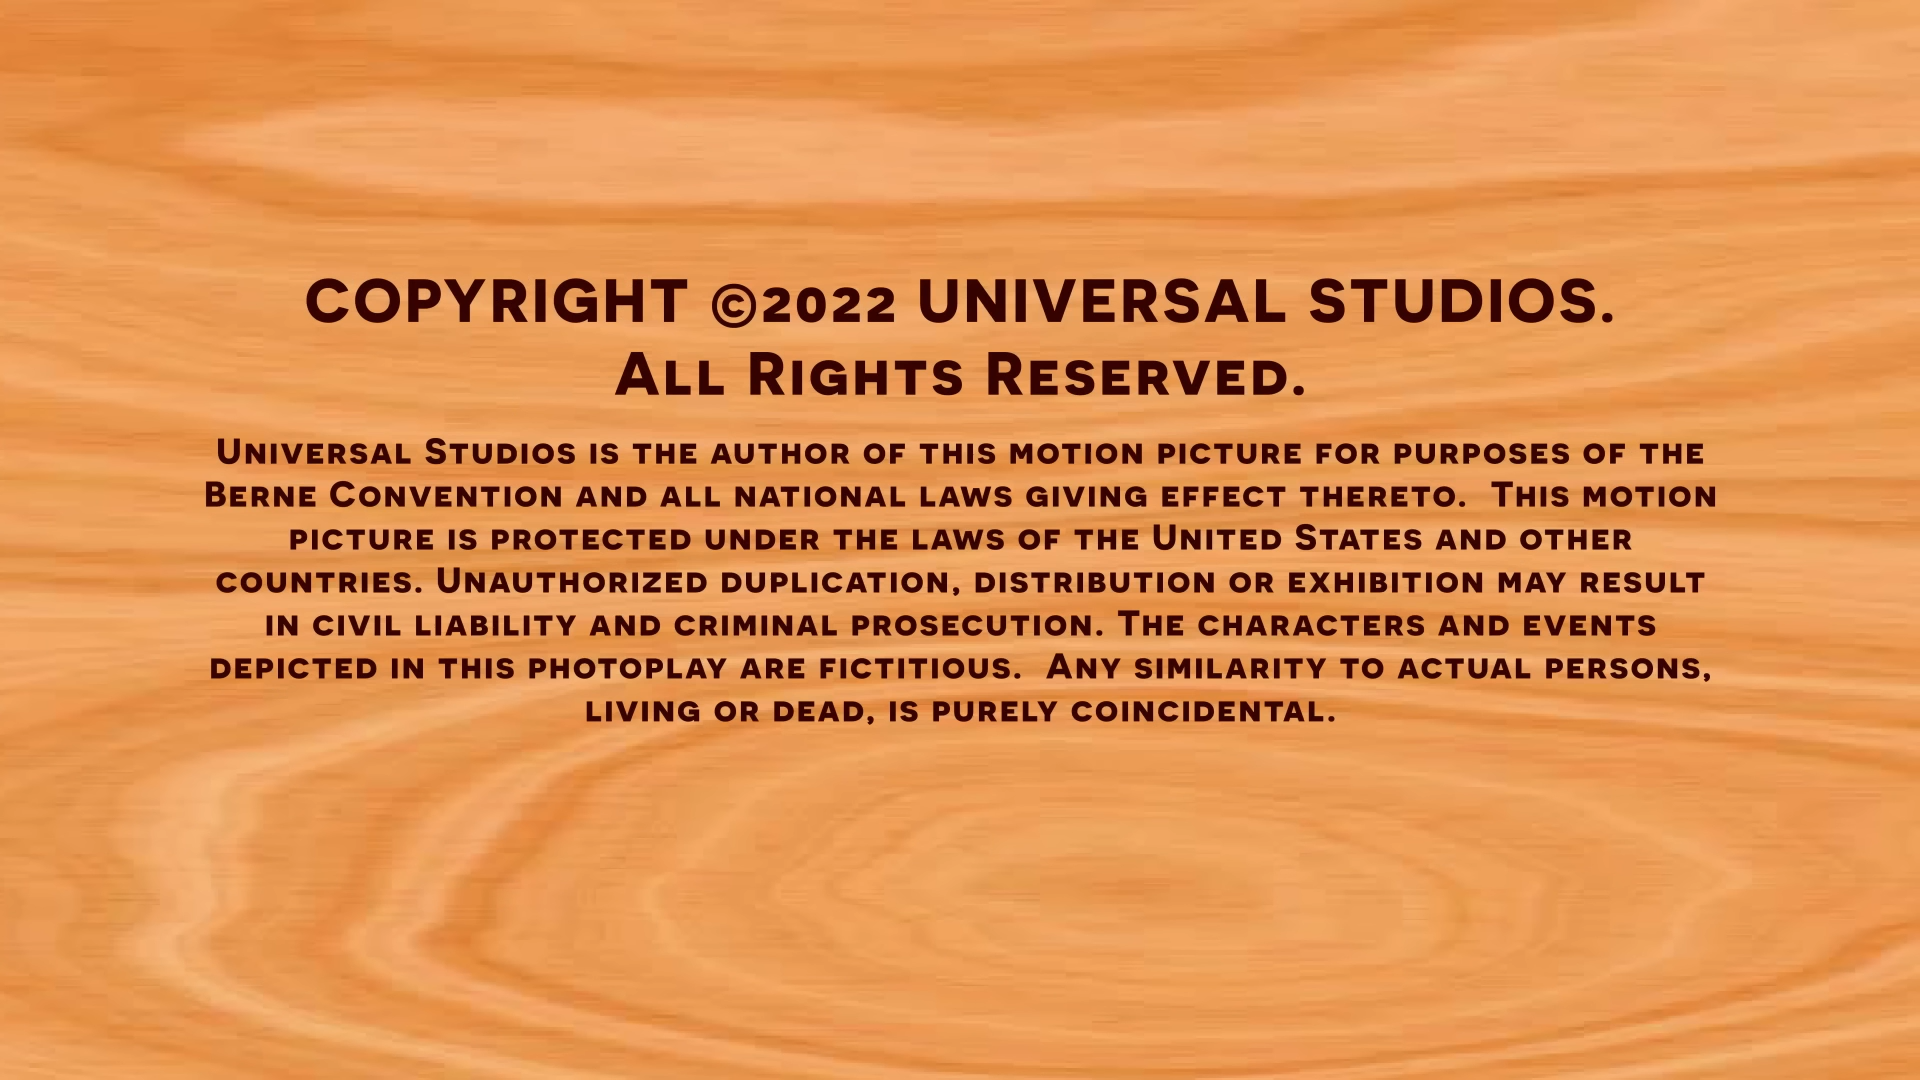 COPYRIGHT ©2022 UNIVERSAL STUDIOS.
All Rights Reserved.
Universal Studios is the author of this motion picture for purposes of the
Berne Convention and all national laws giving effect thereto.  This motion
picture is protected under the laws of the United States and other
countries. Unauthorized duplication, distribution or exhibition may result
in civil liability and criminal prosecution. The characters and events
depicted in this photoplay are fictitious.  Any similarity to actual persons,
living or dead, is purely coincidental.